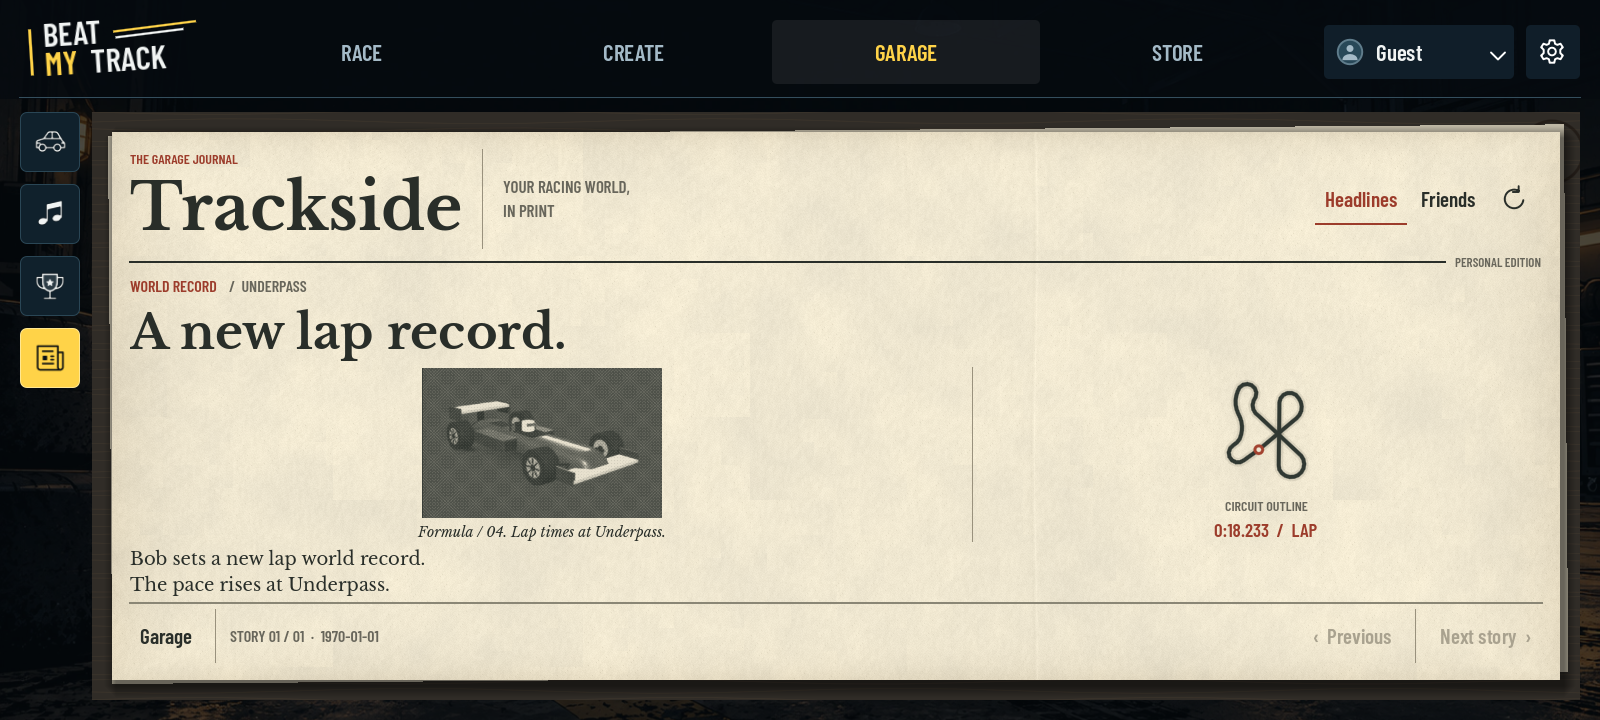 BEAT
MY TRACK
RACE
CREATE
GARAGE
STORE
Guest
THE GARAGE JOURNAL
Trackside
YOUR RACING WORLD,
IN PRINT
Headlines
Friends
PERSONAL EDITION
WORLD RECORD / UNDERPASS
A new lap record.
Formula / 04. Lap times at Underpass.
CIRCUIT OUTLINE
0:18.233 / LAP
Bob sets a new lap world record.
The pace rises at Underpass.
Garage
STORY 01 / 01 · 1970-01-01
‹ Previous
Next story ›